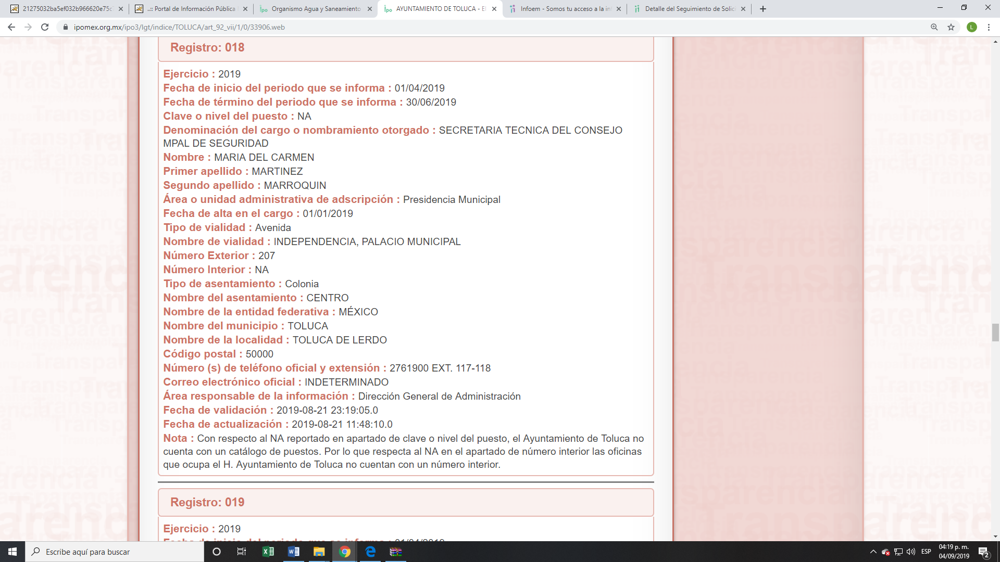 21275032ba5ef032b966620e75c
..:: Portal de Información Pública
Organismo Agua y Saneamiento
AYUNTAMIENTO DE TOLUCA - El
Infoem - Somos tu acceso a la in
Detalle del Seguimiento de Solic
ipomex.org.mx/ipo3/lgt/indice/TOLUCA/art_92_vii/1/0/33906.web
L
Registro: 018
Ejercicio : 2019
Fecha de inicio del periodo que se informa : 01/04/2019
Fecha de término del periodo que se informa : 30/06/2019
Clave o nivel del puesto : NA
Denominación del cargo o nombramiento otorgado : SECRETARIA TECNICA DEL CONSEJO
MPAL DE SEGURIDAD
Nombre : MARIA DEL CARMEN
Primer apellido : MARTINEZ
Segundo apellido : MARROQUIN
Área o unidad administrativa de adscripción : Presidencia Municipal
Fecha de alta en el cargo : 01/01/2019
Tipo de vialidad : Avenida
Nombre de vialidad : INDEPENDENCIA, PALACIO MUNICIPAL
Número Exterior : 207
Número Interior : NA
Tipo de asentamiento : Colonia
Nombre del asentamiento : CENTRO
Nombre de la entidad federativa : MÉXICO
Nombre del municipio : TOLUCA
Nombre de la localidad : TOLUCA DE LERDO
Código postal : 50000
Número (s) de teléfono oficial y extensión : 2761900 EXT. 117-118
Correo electrónico oficial : INDETERMINADO
Área responsable de la información : Dirección General de Administración
Fecha de validación : 2019-08-21 23:19:05.0
Fecha de actualización : 2019-08-21 11:48:10.0
Nota : Con respecto al NA reportado en apartado de clave o nivel del puesto, el Ayuntamiento de Toluca no
cuenta con un catálogo de puestos. Por lo que respecta al NA en el apartado de número interior las oficinas
que ocupa el H. Ayuntamiento de Toluca no cuentan con un número interior.
Registro: 019
Ejercicio : 2019
Fecha de inicio del periodo que se informa : 01/04/2019
Escribe aquí para buscar
ESP
04:19 p. m.
04/09/2019
2